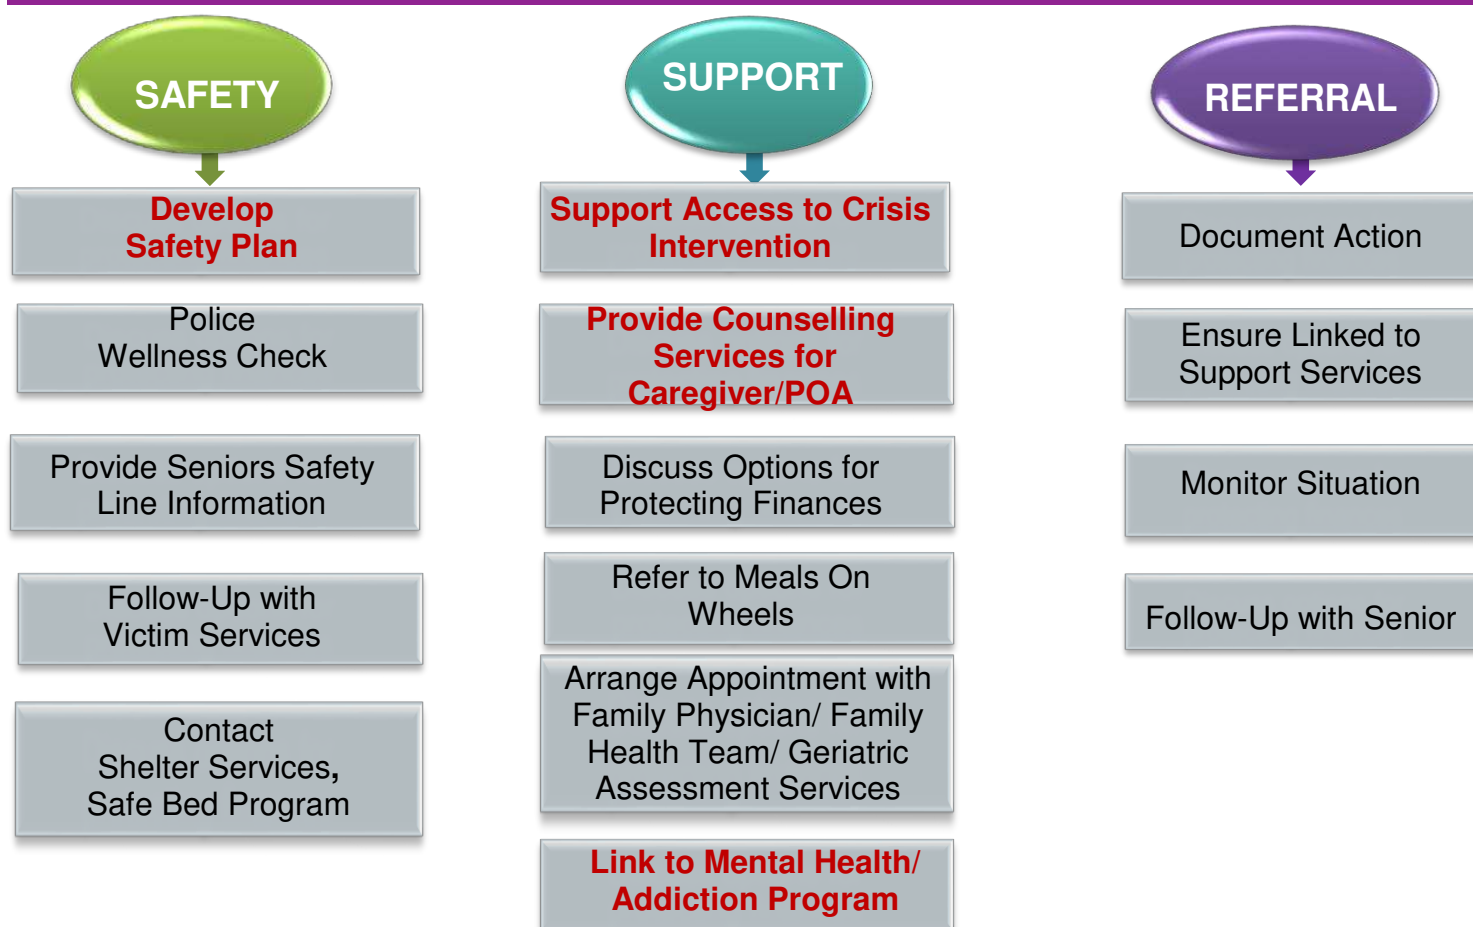 SAFETY
Develop
Safety Plan
Police
Wellness Check
Provide Seniors Safety
Line Information
Follow-Up with
Victim Services
Contact
Shelter Services,
Safe Bed Program
SUPPORT
Support Access to Crisis
Intervention
Provide Counselling
Services for
Caregiver/POA
Discuss Options for
Protecting Finances
Refer to Meals On
Wheels
Arrange Appointment with
Family Physician/ Family
Health Team/ Geriatric
Assessment Services
Link to Mental Health/
Addiction Program
REFERRAL
Document Action
Ensure Linked to
Support Services
Monitor Situation
Follow-Up with Senior